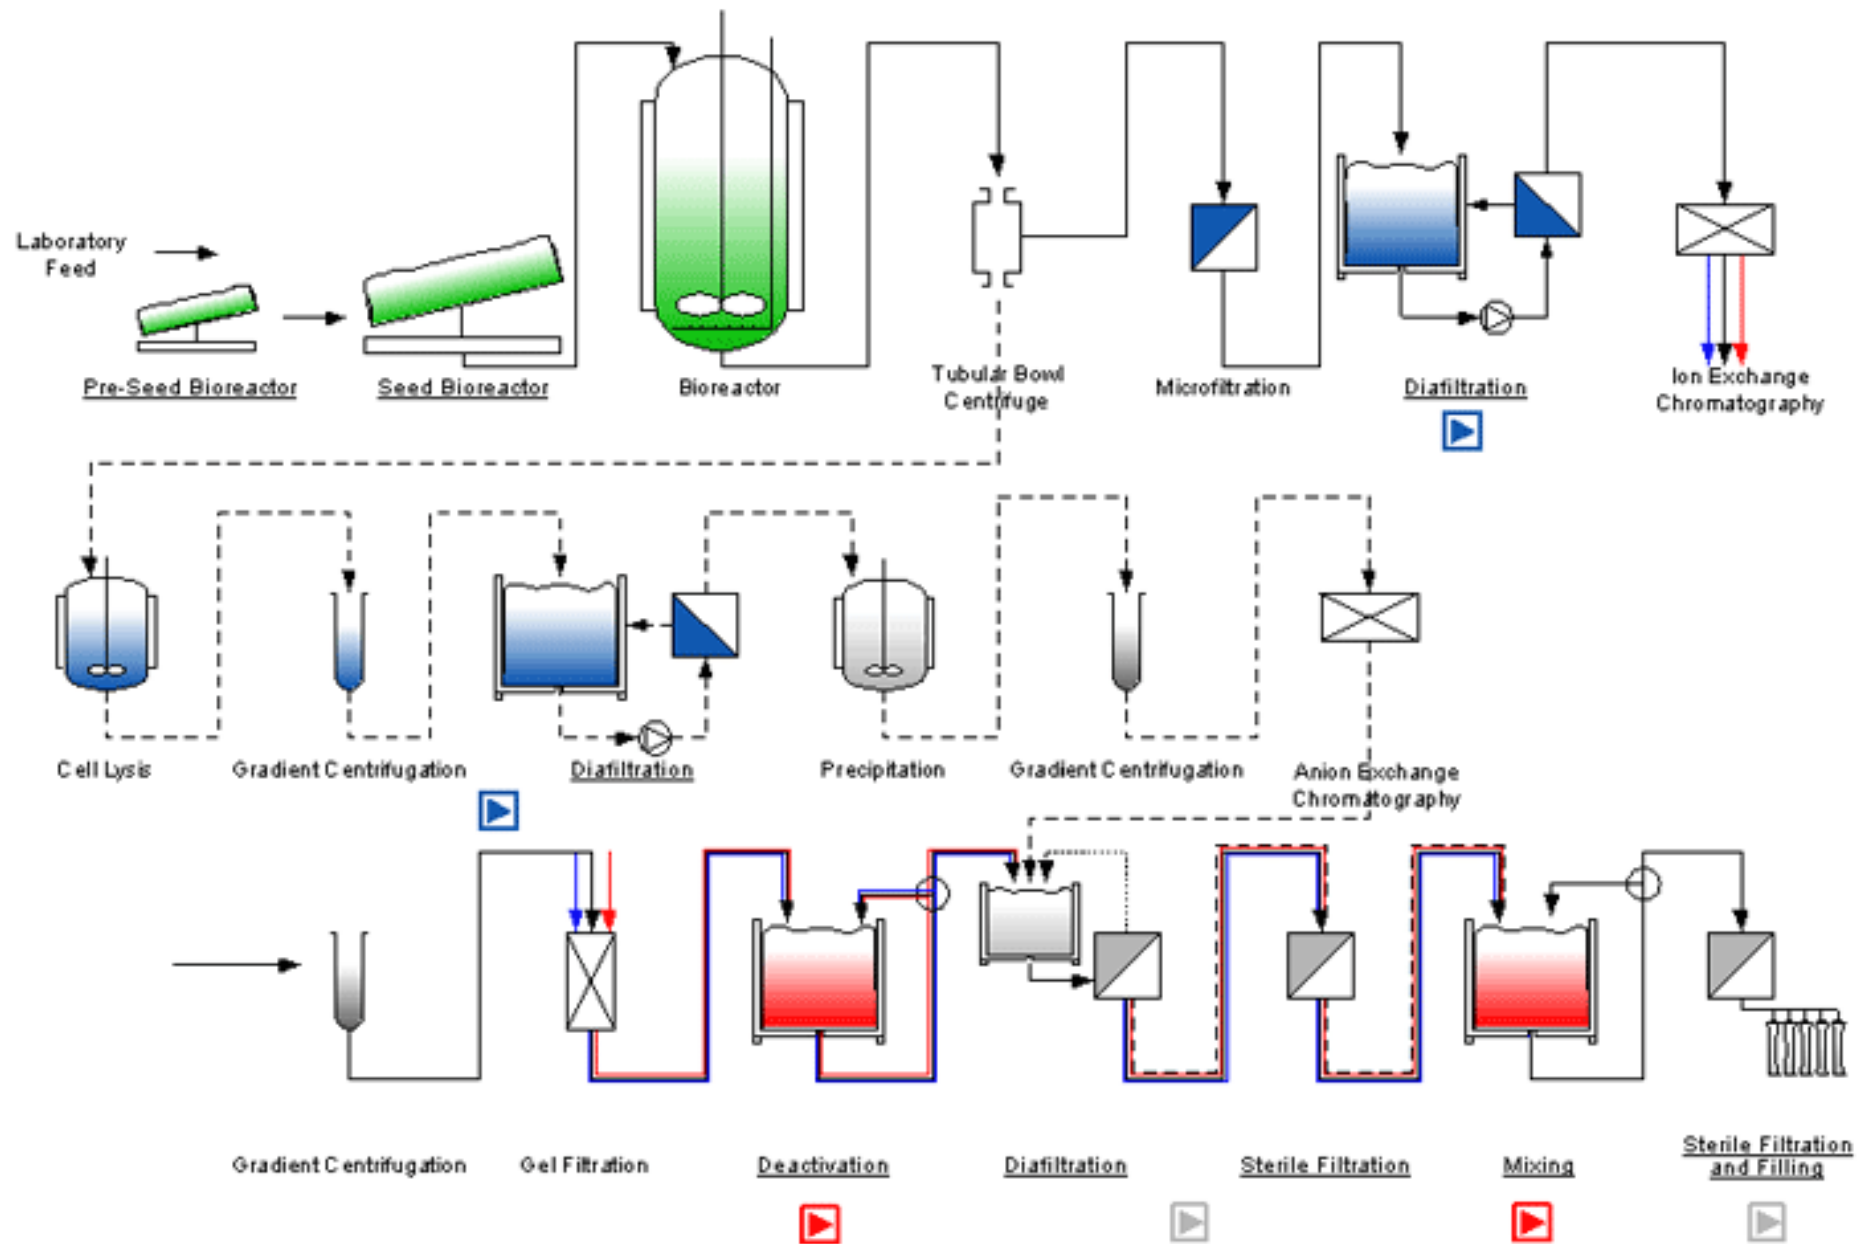 Laboratory
Feed
Pre-Seed Bioreactor
Seed Bioreactor
Bioreactor
Tubular Bowl
Centrifuge
Microfiltration
Diafiltration
Ion Exchange
Chromatography
Cell Lysis
Gradient Centrifugation
Diafiltration
Precipitation
Gradient Centrifugation
Anion Exchange
Chromatography
Gradient Centrifugation
Gel Filtration
Deactivation
Diafiltration
Sterile Filtration
Mixing
Sterile Filtration
and Filling